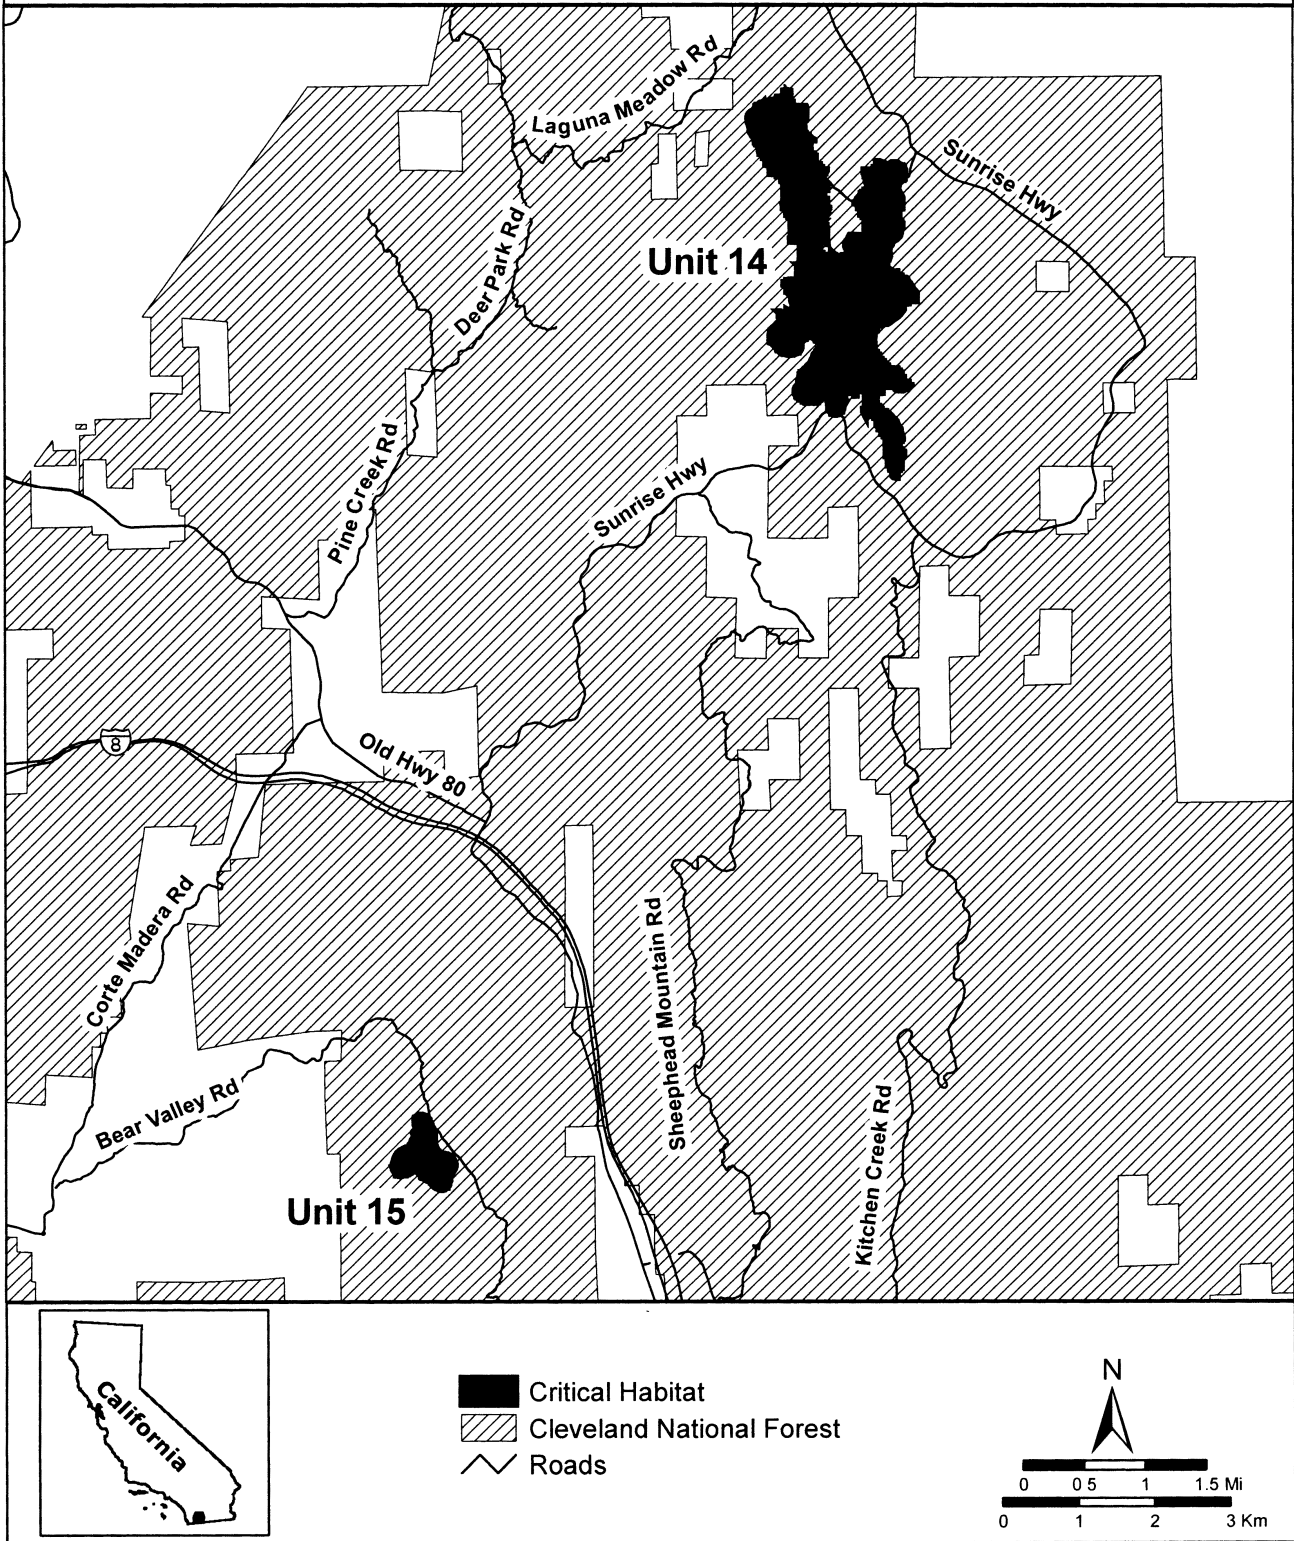 Laguna Meadow Rd
Sunrise Hwy
Unit 14
Deer Park Rd
Pine Creek Rd
Sunrise Hwy
8
Old Hwy 80
Corte Madera Rd
Sheephead Mountain Rd
Bear Valley Rd
Kitchen Creek Rd
Unit 15
California
Critical Habitat
Cleveland National Forest
Roads
N
0 0 5 1 1.5 Mi
0 1 2 3 Km